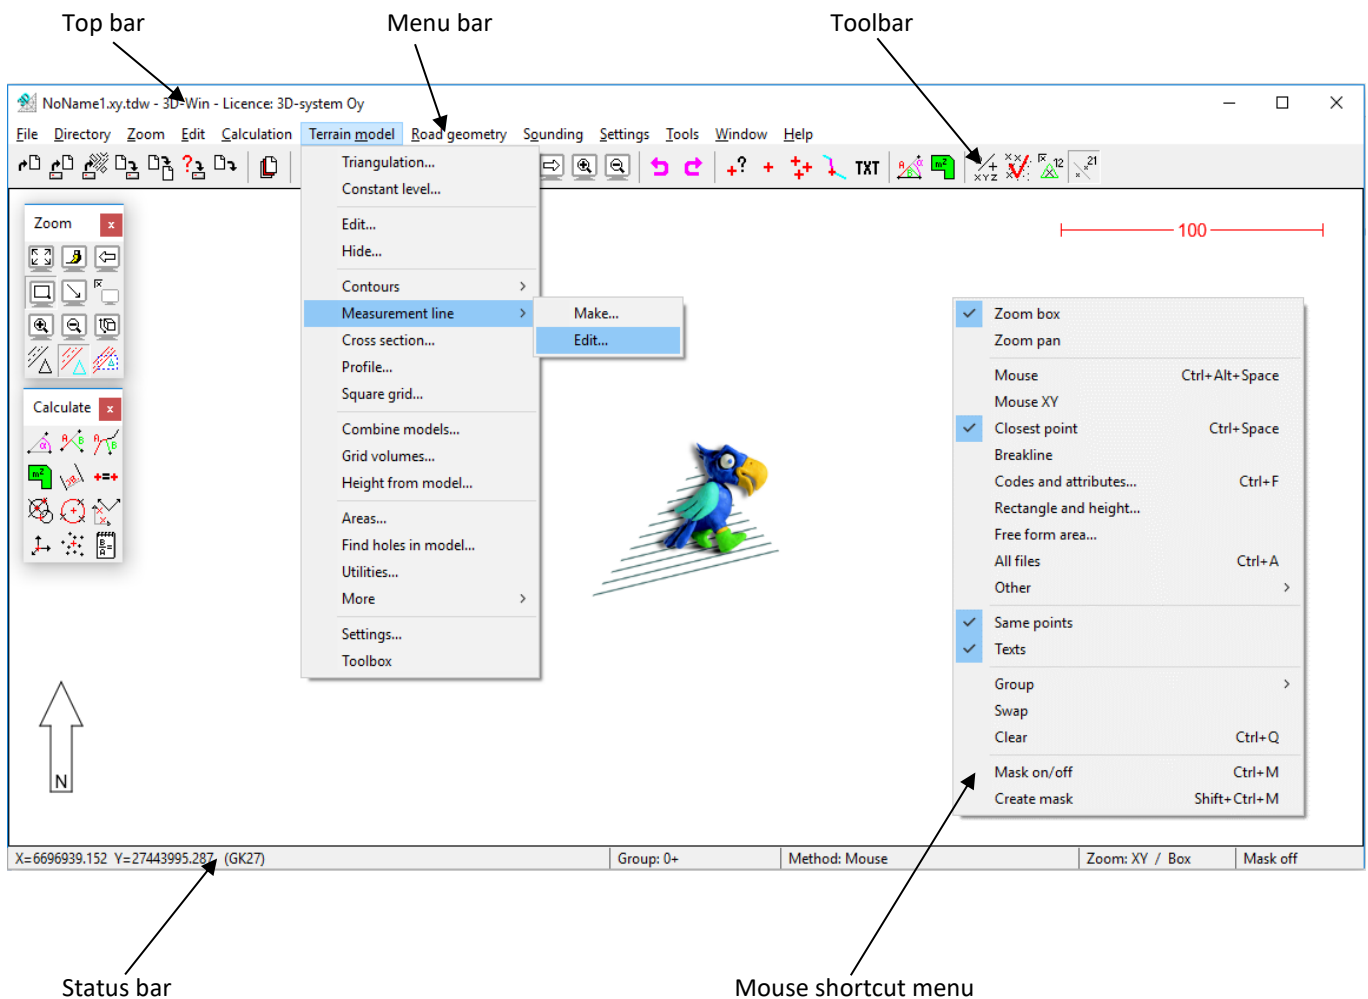 Top bar Menu bar Toolbar
NoName1.xy.tdw - 3D-Win - Licence: 3D-system Oy
File Directory Zoom Edit Calculation Terrain model Road geometry Sounding Settings Tools Window Help
TXT
m²
XYZ
12
21
Triangulation...
Constant level...
Edit...
Hide...
Contours
Measurement line
Cross section...
Profile...
Square grid...
Combine models...
Grid volumes...
Height from model...
Areas...
Find holes in model...
Utilities...
More
Settings...
Toolbox
Make...
Edit...
Zoom x
Calculate x
A B
A B
m²
N
100
Zoom box
Zoom pan
Mouse Ctrl+Alt+Space
Mouse XY
Closest point Ctrl+Space
Breakline
Codes and attributes... Ctrl+F
Rectangle and height...
Free form area...
All files Ctrl+A
Other
Same points
Texts
Group
Swap
Clear Ctrl+Q
Mask on/off Ctrl+M
Create mask Shift+Ctrl+M
X=6696939.152 Y=27443995.287 (GK27) Group: 0+ Method: Mouse Zoom: XY / Box Mask off
Status bar Mouse shortcut menu